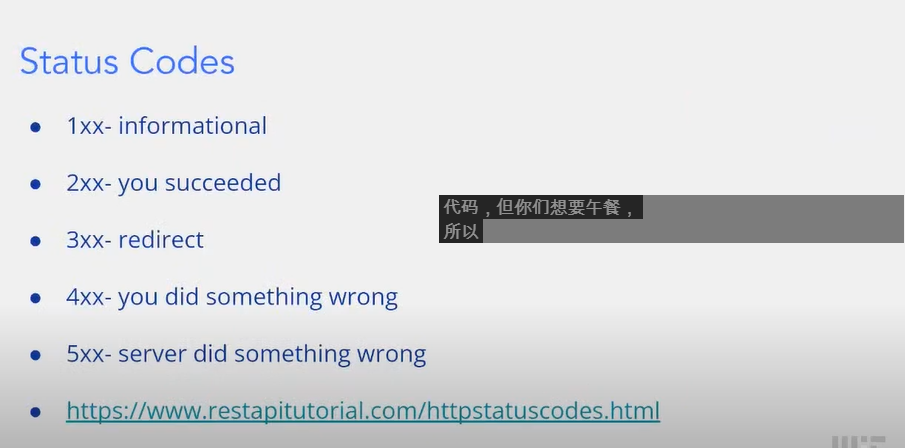 Status Codes
● 1xx- informational
● 2xx- you succeeded
代码，但你们想要午餐，
所以
● 3xx- redirect
● 4xx- you did something wrong
● 5xx- server did something wrong
● https://www.restapitutorial.com/httpstatuscodes.html